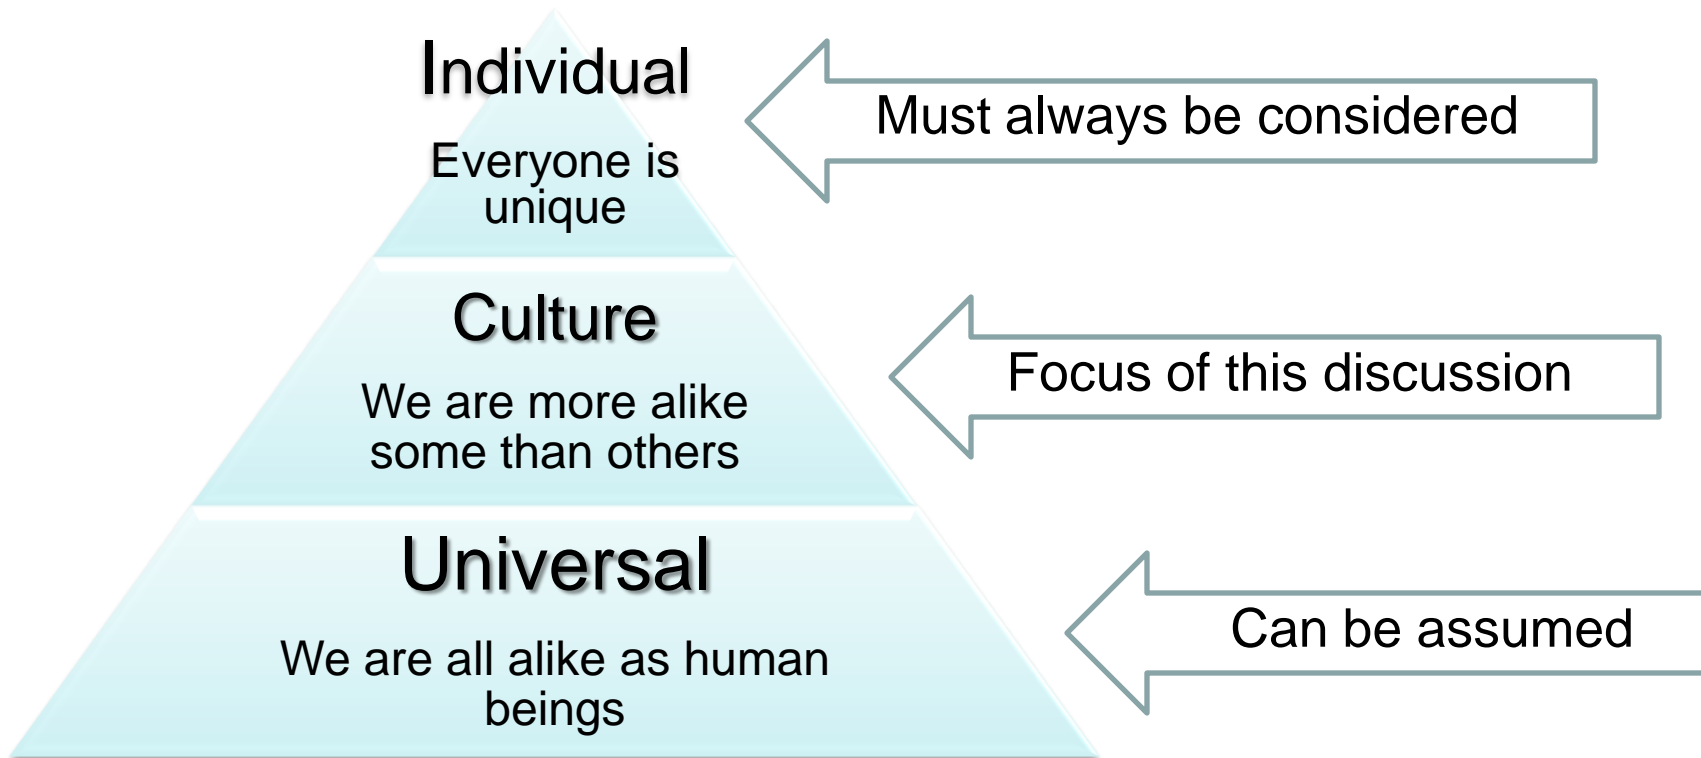 Individual
Must always be considered
Everyone is
unique
Culture
Focus of this discussion
We are more alike
some than others
Universal
Can be assumed
We are all alike as human
beings